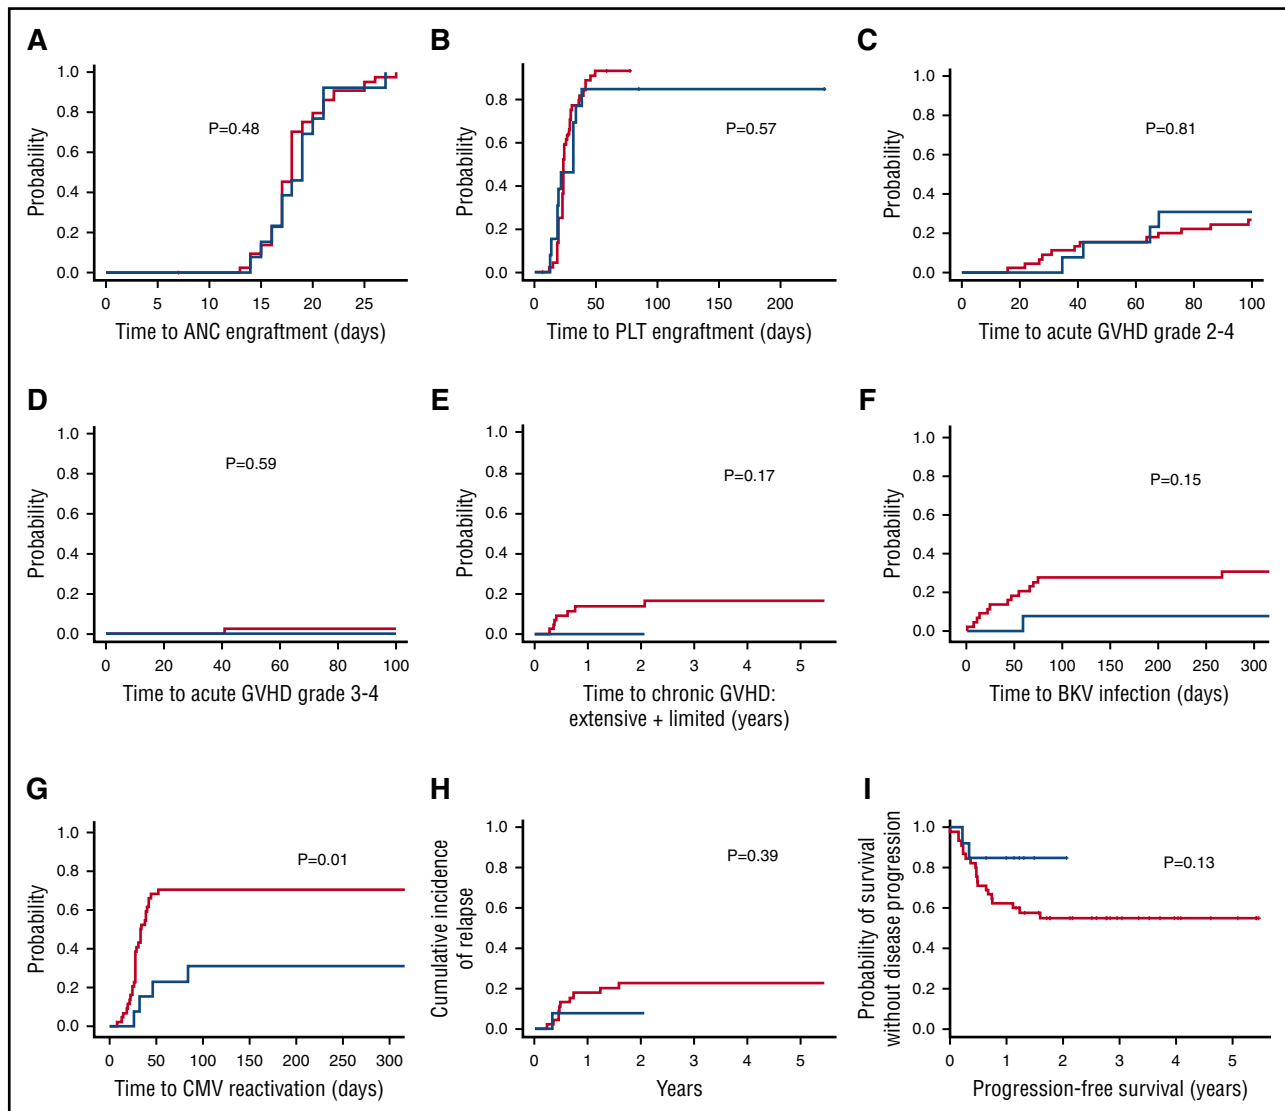 A
Probability
1.0
0.8
0.6
0.4
0.2
0.0
P=0.48
0 5 10 15 20 25
Time to ANC engraftment (days)
B
Probability
0.8
0.6
0.4
0.2
0.0
P=0.57
0 50 100 150 200
Time to PLT engraftment (days)
C
Probability
1.0
0.8
0.6
0.4
0.2
0.0
P=0.81
0 20 40 60 80 100
Time to acute GVHD grade 2-4
D
Probability
1.0
0.8
0.6
0.4
0.2
0.0
P=0.59
0 20 40 60 80 100
Time to acute GVHD grade 3-4
E
Probability
1.0
0.8
0.6
0.4
0.2
0.0
P=0.17
0 1 2 3 4 5
Time to chronic GVHD:
extensive + limited (years)
F
Probability
1.0
0.8
0.6
0.4
0.2
0.0
P=0.15
0 50 100 150 200 250 300
Time to BKV infection (days)
G
Probability
1.0
0.8
0.6
0.4
0.2
0.0
P=0.01
0 50 100 150 200 250 300
Time to CMV reactivation (days)
H
Cumulative incidence
of relapse
1.0
0.8
0.6
0.4
0.2
0.0
P=0.39
0 1 2 3 4 5
Years
I
Probability of survival
without disease progression
1.0
0.8
0.6
0.4
0.2
0.0
P=0.13
0 1 2 3 4 5
Progression-free survival (years)